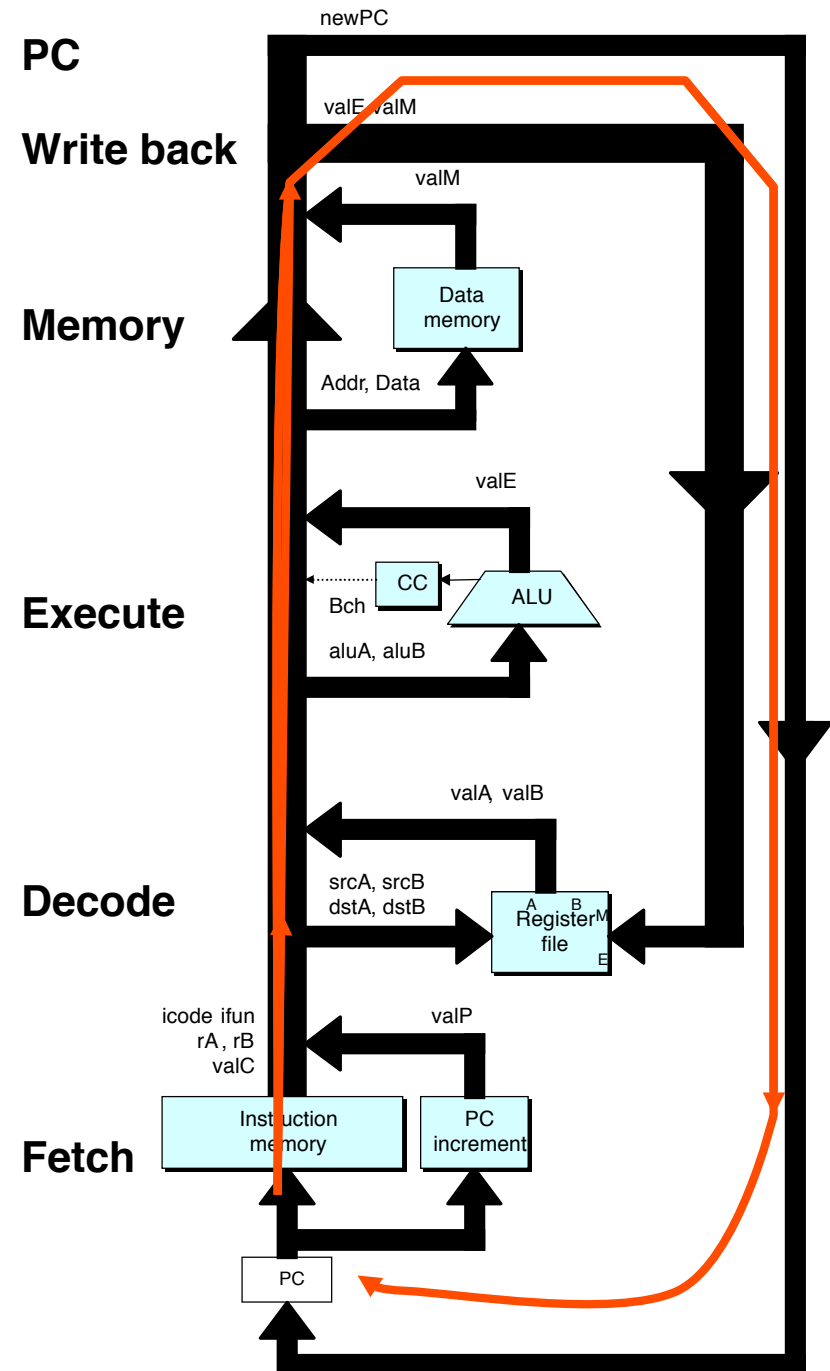 newPC
PC
valE, valM
Write back
valM
Data
memory
Memory
Addr, Data
valE
CC
ALU
Bch
Execute
aluA, aluB
valA, valB
srcA, srcB
dstA, dstB
Decode
A B
Register M
file
E
icode ifun
rA, rB
valC
valP
Instruction
memory
PC
increment
Fetch
PC